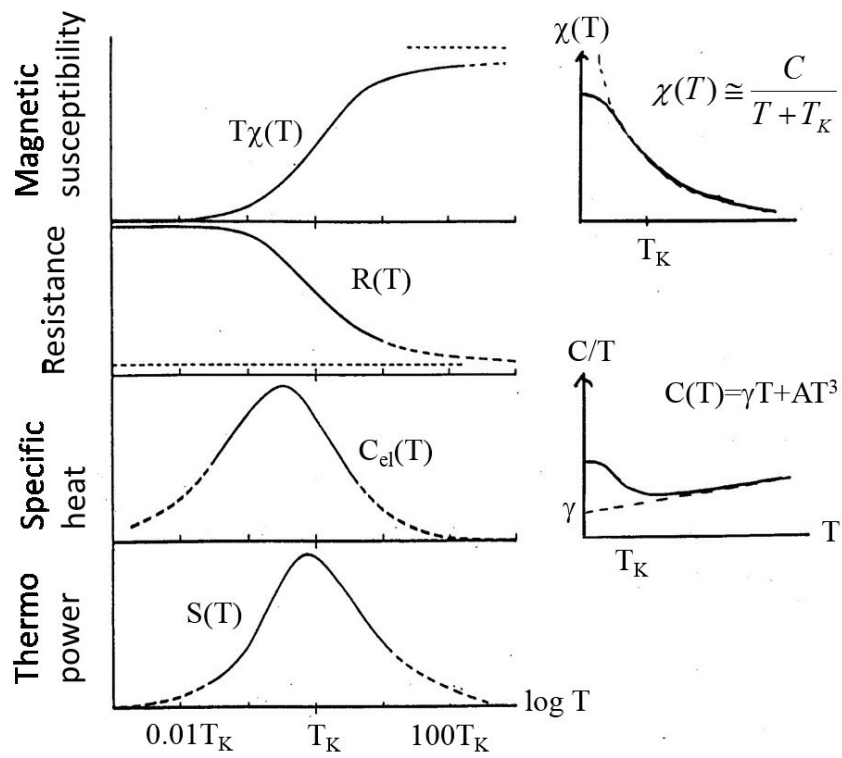 Magnetic
susceptibility
Tχ(T)
χ(T)
χ(T) ≅ C / (T + T_K)
T_K
Resistance
R(T)
Specific
heat
C_el(T)
C/T
C(T)=γT+AT³
γ
T
T_K
Thermo
power
S(T)
log T
0.01T_K
T_K
100T_K